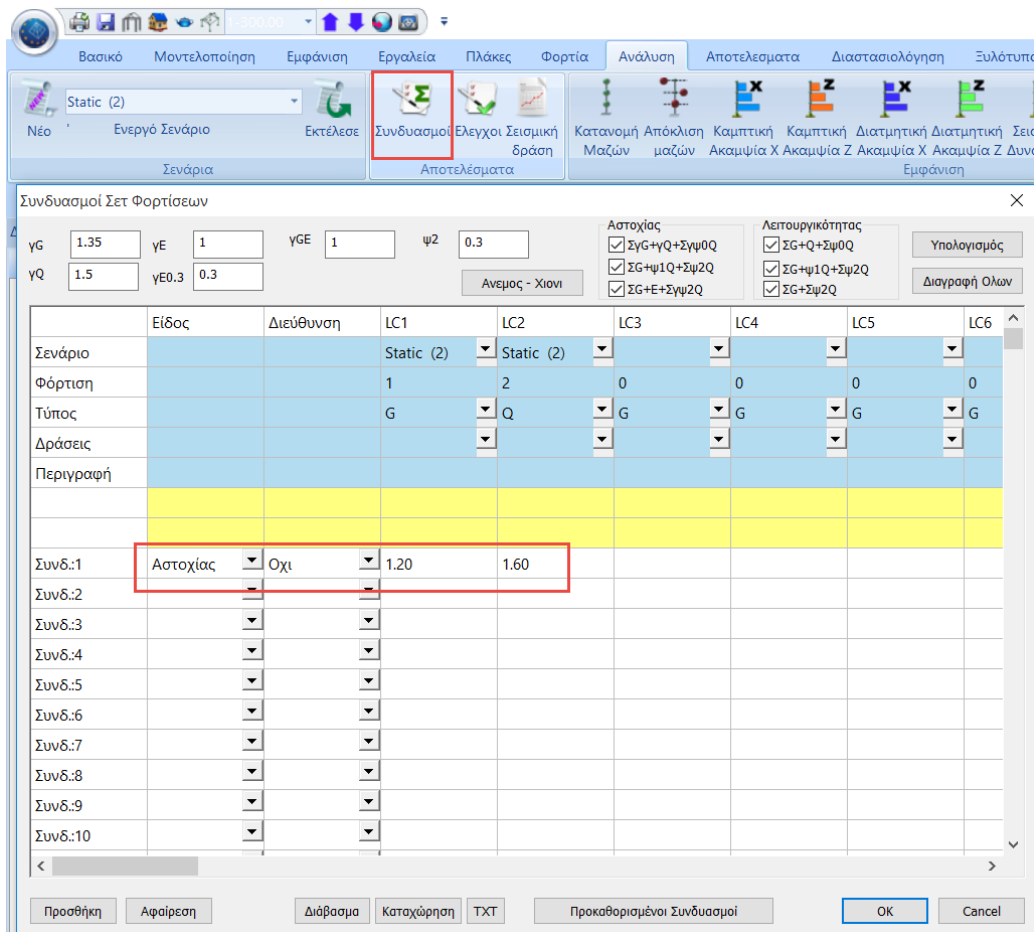 1-300.00
Βασικό Μοντελοποίηση Εμφάνιση Εργαλεία Πλάκες Φορτία Ανάλυση Αποτελεσματα Διαστασιολόγηση Ξυλότυπο
Static (2)
Νέο Ενεργό Σενάριο Εκτέλεσε Συνδυασμοί Ελεγχοι Σεισμική δράση Κατανομή Μαζών Απόκλιση μαζών Καμπτική Ακαμψία X Καμπτική Ακαμψία Z Διατμητική Ακαμψία X Διατμητική Ακαμψία Z
Σενάρια Αποτελέσματα Εμφάνιση
Συνδυασμοί Σετ Φορτίσεων
γG 1.35 γE 1 γGE 1 ψ2 0.3
γQ 1.5 γE0.3 0.3 Ανεμος - Χιονι
Αστοχίας
ΣγG+γQ+Σγψ0Q
ΣG+ψ1Q+Σψ2Q
ΣG+E+Σγψ2Q
Λειτουργικότητας
ΣG+Q+Σψ0Q
ΣG+ψ1Q+Σψ2Q
ΣG+Σψ2Q
Υπολογισμός
Διαγραφή Ολων
Είδος Διεύθυνση LC1 LC2 LC3 LC4 LC5 LC6
Σενάριο Static (2) Static (2)
Φόρτιση 1 2 0 0 0 0
Τύπος G Q G G G G
Δράσεις
Περιγραφή
Συνδ.:1 Αστοχίας Οχι 1.20 1.60
Συνδ.:2
Συνδ.:3
Συνδ.:4
Συνδ.:5
Συνδ.:6
Συνδ.:7
Συνδ.:8
Συνδ.:9
Συνδ.:10
Προσθήκη Αφαίρεση Διάβασμα Καταχώρηση TXT Προκαθορισμένοι Συνδυασμοί OK Cancel